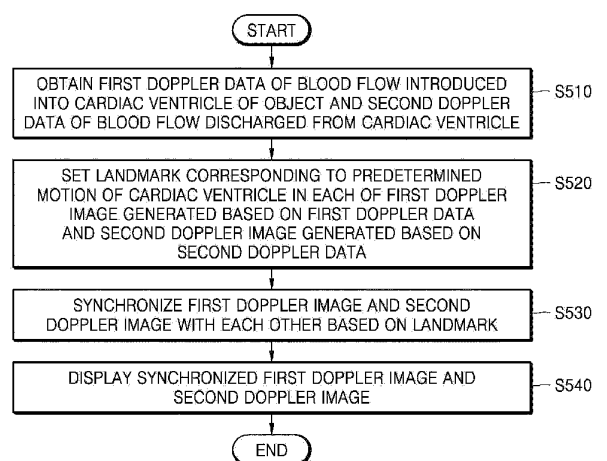 START
OBTAIN FIRST DOPPLER DATA OF BLOOD FLOW INTRODUCED
INTO CARDIAC VENTRICLE OF OBJECT AND SECOND DOPPLER
DATA OF BLOOD FLOW DISCHARGED FROM CARDIAC VENTRICLE
S510
SET LANDMARK CORRESPONDING TO PREDETERMINED
MOTION OF CARDIAC VENTRICLE IN EACH OF FIRST DOPPLER
IMAGE GENERATED BASED ON FIRST DOPPLER DATA
AND SECOND DOPPLER IMAGE GENERATED BASED ON
SECOND DOPPLER DATA
S520
SYNCHRONIZE FIRST DOPPLER IMAGE AND SECOND
DOPPLER IMAGE WITH EACH OTHER BASED ON LANDMARK
S530
DISPLAY SYNCHRONIZED FIRST DOPPLER IMAGE AND
SECOND DOPPLER IMAGE
S540
END